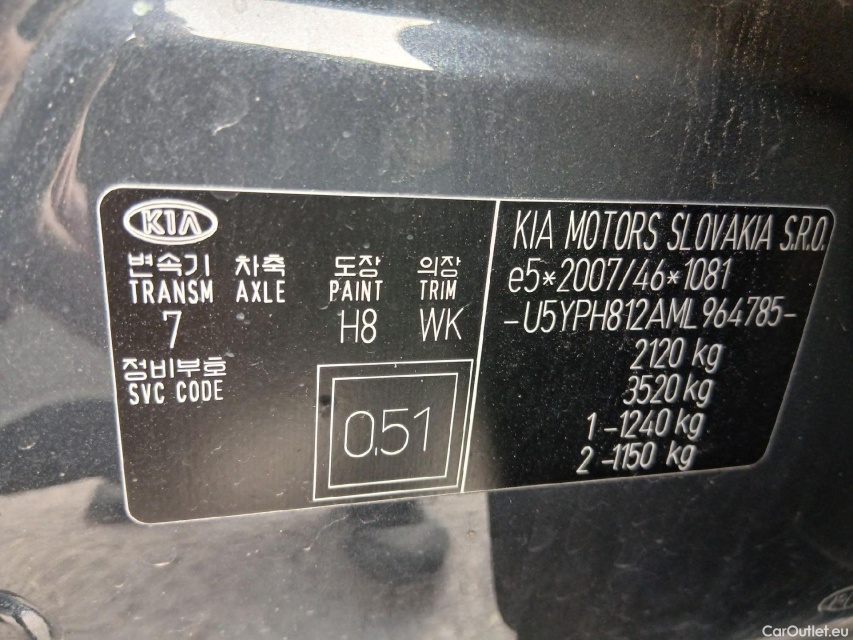 KIA
변속기 차축 도장 의장
TRANSM AXLE PAINT TRIM
7 H8 WK
정비부호
SVC CODE
0.51
KIA MOTORS SLOVAKIA S.R.O.
e5*2007/46*1081
-U5YPH812AML964785-
2120 kg
3520 kg
1 -1240 kg
2 -1150 kg
CarOutlet.eu